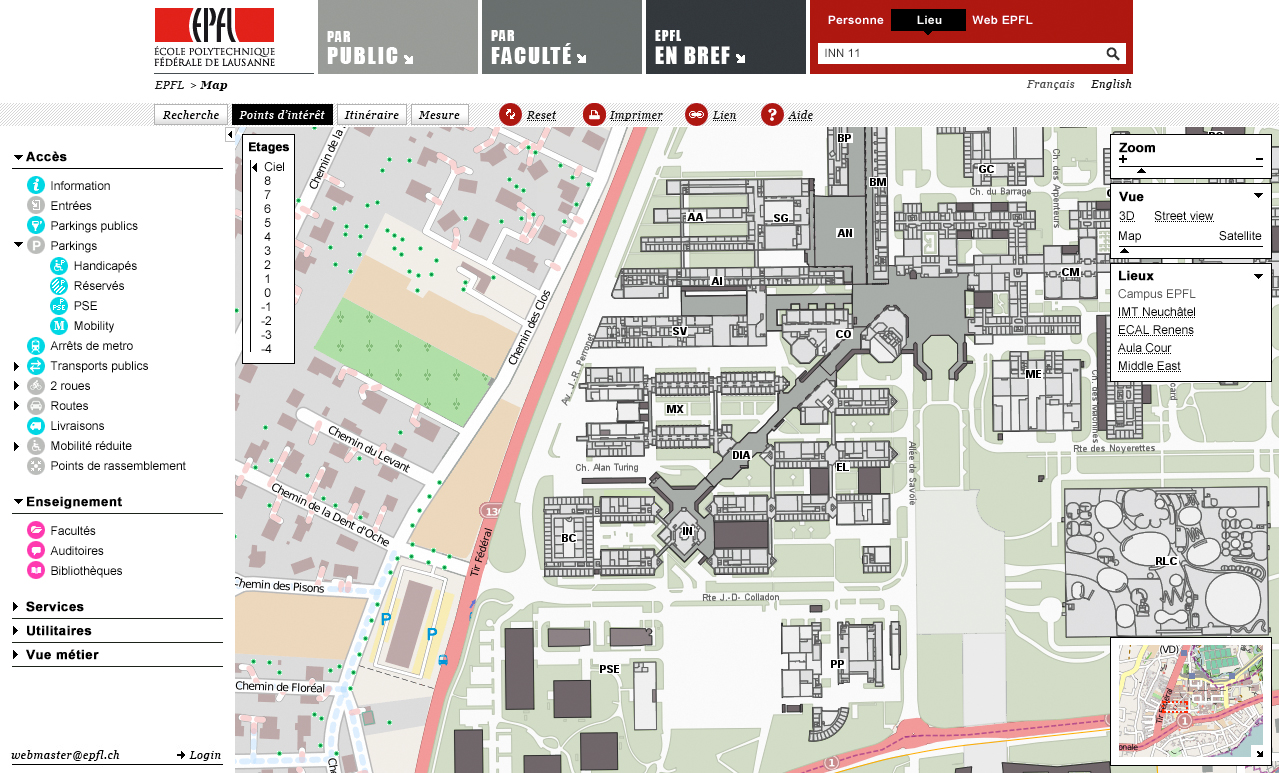 EPFL
ÉCOLE POLYTECHNIQUE
FÉDÉRALE DE LAUSANNE
PAR
PUBLIC
PAR
FACULTÉ
EPFL
EN BREF
Personne Lieu Web EPFL
INN 11
EPFL > Map
Français English
Recherche Points d'intérêt Itinéraire Mesure Reset Imprimer Lien Aide
Accès
Information
Entrées
Parkings publics
Parkings
Handicapés
Réservés
PSE
Mobility
Arrêts de metro
Transports publics
2 roues
Routes
Livraisons
Mobilité réduite
Points de rassemblement
Enseignement
Facultés
Auditoires
Bibliothèques
Services
Utilitaires
Vue métier
webmaster@epfl.ch
Login
Etages
Ciel
8
7
6
5
4
3
2
1
0
-1
-2
-3
-4
Chemin de la
BP
BM
GC
Ch. du Barrage
Ch. des Arpenteurs
AA
SG
AN
AI
CM
SV
CO
Chemin des Clos
Av. J.-R. Perronet
ME
MX
Ch. Alan Turing
DIA
EL
Allée de Savoie
Rte des Noyerettes
Chemin du Levant
Chemin de la Dent d'Oche
Tir Fédéral
BC
IN
RLC
Chemin des Pisons
P
P
Rte J.-D. Colladon
PSE
PP
Chemin de Floréal
1
Zoom
+ −
Vue
3D Street view
Map Satellite
Lieux
Campus EPFL
IMT Neuchâtel
ECAL Renens
Aula Cour
Middle East
(VD)
1